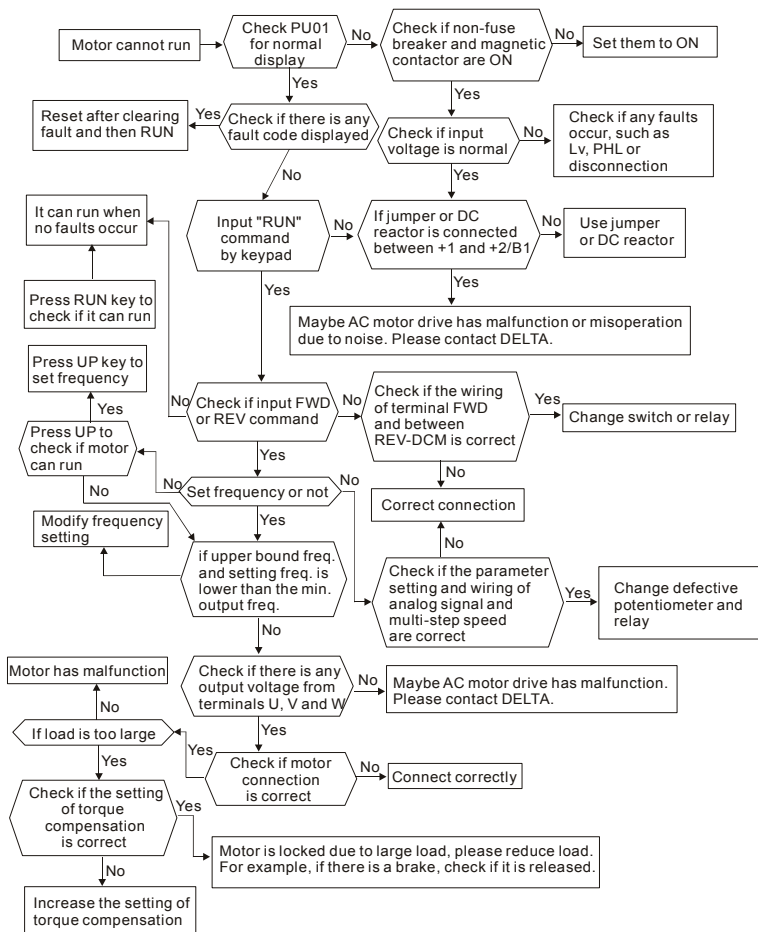 Motor cannot run
Check PU01
for normal
display
No
Check if non-fuse
breaker and magnetic
contactor are ON
No
Set them to ON
Yes
Yes
Reset after clearing
fault and then RUN
Yes
Check if there is any
fault code displayed
Check if input
voltage is normal
No
Check if any faults
occur, such as
Lv, PHL or
disconnection
No
Yes
It can run when
no faults occur
Input "RUN"
command
by keypad
No
If jumper or DC
reactor is connected
between +1 and +2/B1
No
Use jumper
or DC reactor
Yes
Yes
Press RUN key to
check if it can run
Maybe AC motor drive has malfunction or misoperation
due to noise. Please contact DELTA.
Press UP key to
set frequency
No
Check if input FWD
or REV command
No
Check if the wiring
of terminal FWD
and between
REV-DCM is correct
Yes
Change switch or relay
Yes
Press UP to
check if motor
can run
Yes
No
No
Set frequency or not
No
No
Correct connection
Modify frequency
setting
Yes
No
if upper bound freq.
and setting freq. is
lower than the min.
output freq.
Check if the parameter
setting and wiring of
analog signal and
multi-step speed
are correct
Yes
Change defective
potentiometer and
relay
No
Motor has malfunction
Check if there is any
output voltage from
terminals U, V and W
No
Maybe AC motor drive has malfunction.
Please contact DELTA.
No
Yes
If load is too large
Yes
Check if motor
connection
is correct
No
Connect correctly
Yes
Check if the setting
of torque
compensation
is correct
Yes
Motor is locked due to large load, please reduce load.
For example, if there is a brake, check if it is released.
No
Increase the setting of
torque compensation